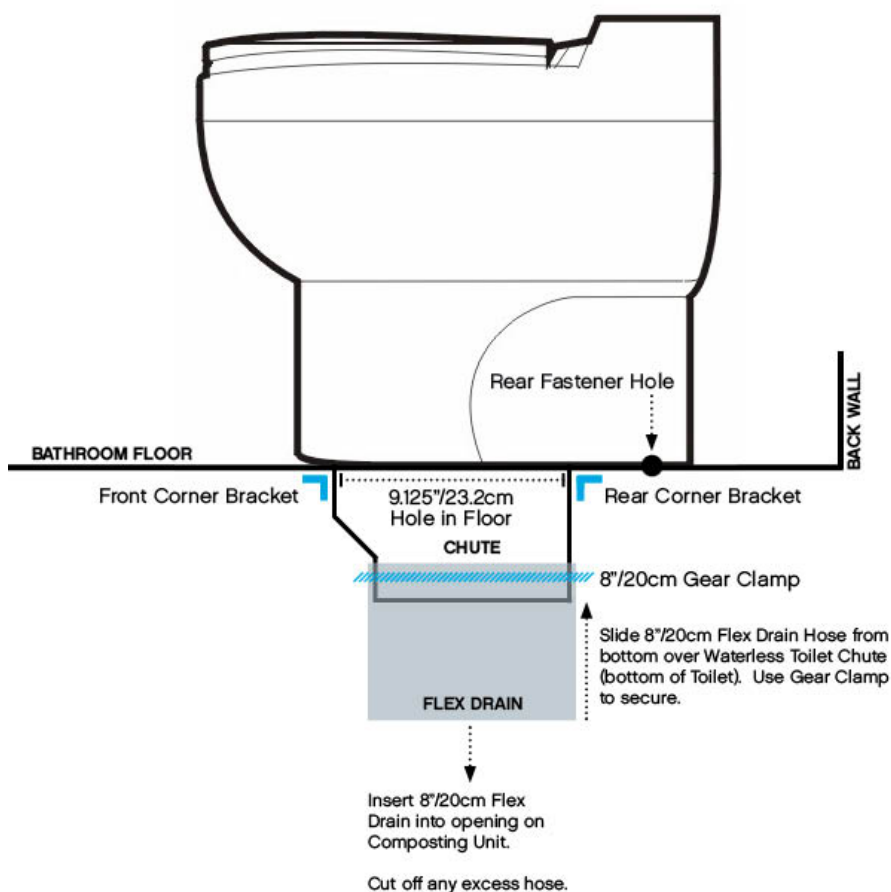 Rear Fastener Hole
BACK WALL
BATHROOM FLOOR
Front Corner Bracket
9.125"/23.2cm
Hole in Floor
Rear Corner Bracket
CHUTE
8"/20cm Gear Clamp
Slide 8"/20cm Flex Drain Hose from
bottom over Waterless Toilet Chute
(bottom of Toilet). Use Gear Clamp
to secure.
FLEX DRAIN
Insert 8"/20cm Flex
Drain into opening on
Composting Unit.
Cut off any excess hose.